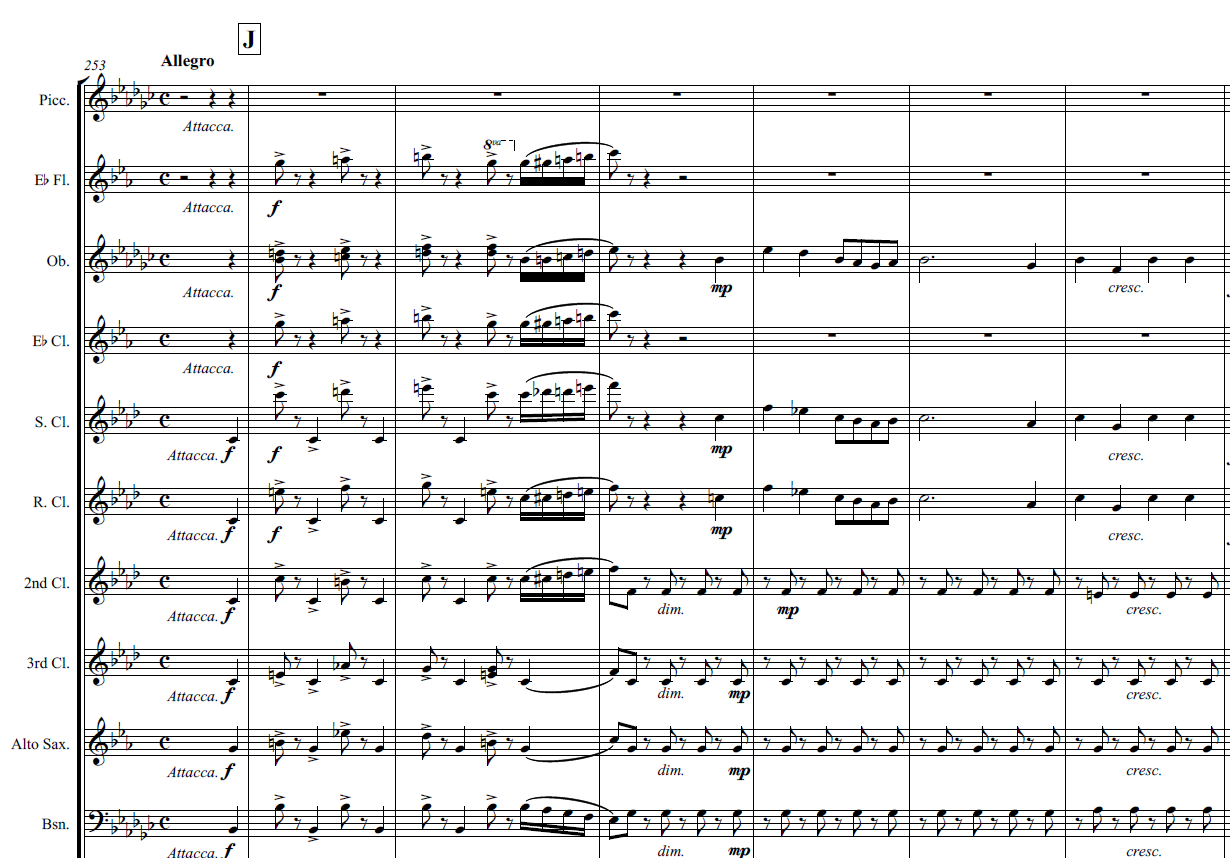 J
253 Allegro
Picc.
Attacca.
8va
E♭ Fl.
Attacca. f
Ob.
Attacca. f mp cresc.
E♭ Cl.
Attacca. f
S. Cl.
Attacca. f f mp cresc.
R. Cl.
Attacca. f f mp cresc.
2nd Cl.
Attacca. f dim. mp cresc.
3rd Cl.
Attacca. f dim. mp cresc.
Alto Sax.
Attacca. f dim. mp cresc.
Bsn.
Attacca. f dim. mp cresc.